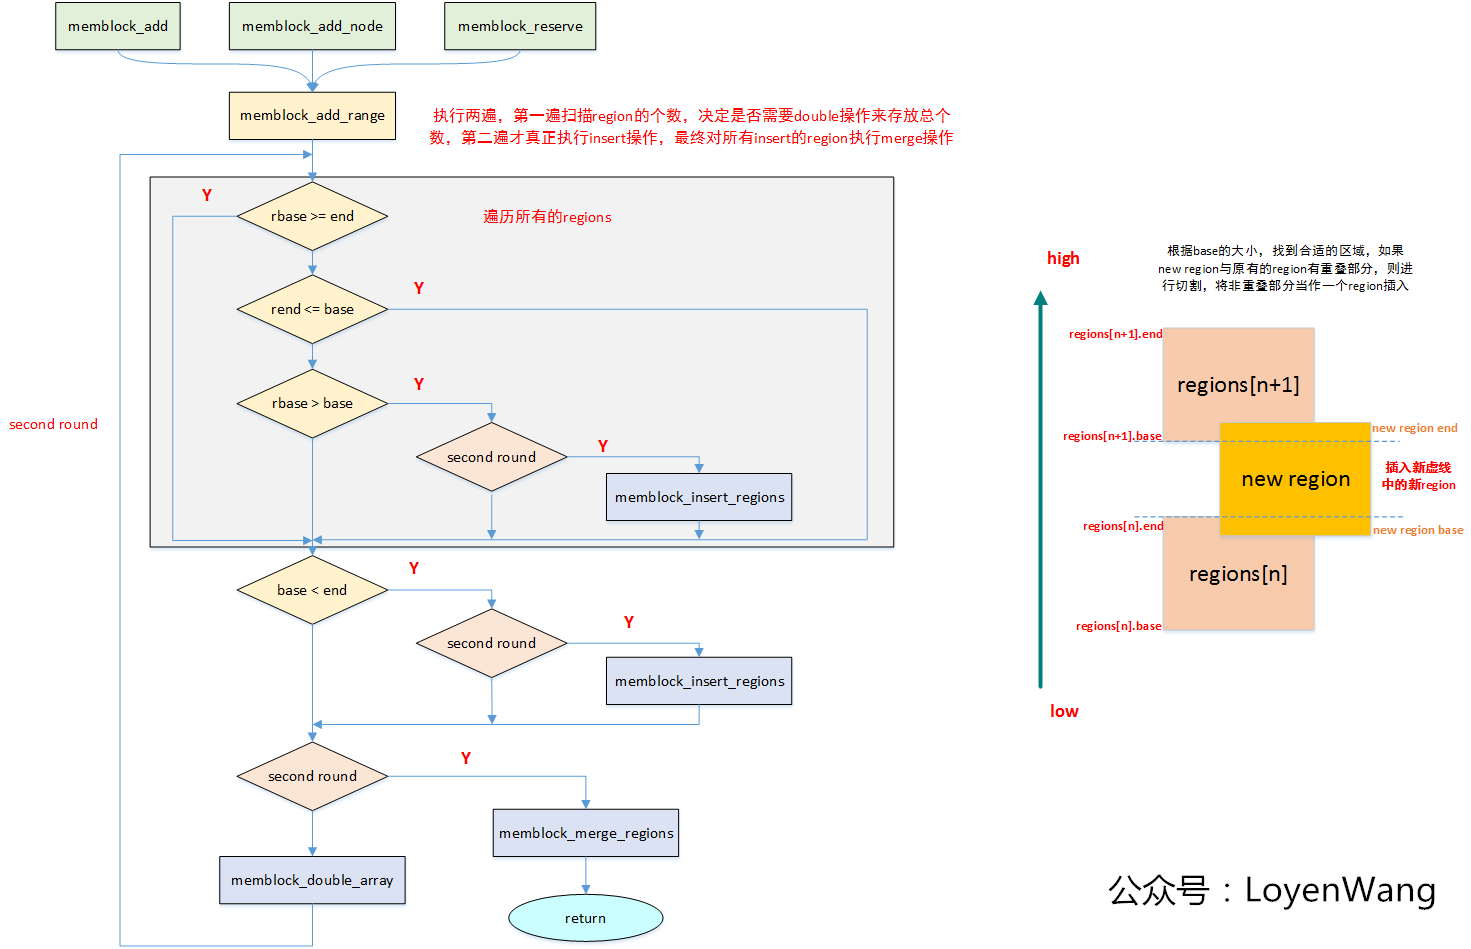 memblock_add
memblock_add_node
memblock_reserve
memblock_add_range
执行两遍，第一遍扫描region的个数，决定是否需要double操作来存放总个
数，第二遍才真正执行insert操作，最终对所有insert的region执行merge操作
Y
rbase >= end
遍历所有的regions
Y
rend <= base
Y
rbase > base
second round
second round
Y
memblock_insert_regions
base < end
Y
second round
Y
memblock_insert_regions
second round
Y
memblock_merge_regions
memblock_double_array
return
根据base的大小，找到合适的区域，如果
new region与原有的region有重叠部分，则进
行切割，将非重叠部分当作一个region插入
high
regions[n+1].end
regions[n+1]
regions[n+1].base
new region end
new region
插入新虚线
中的新region
regions[n].end
new region base
regions[n]
regions[n].base
low
公众号：LoyenWang